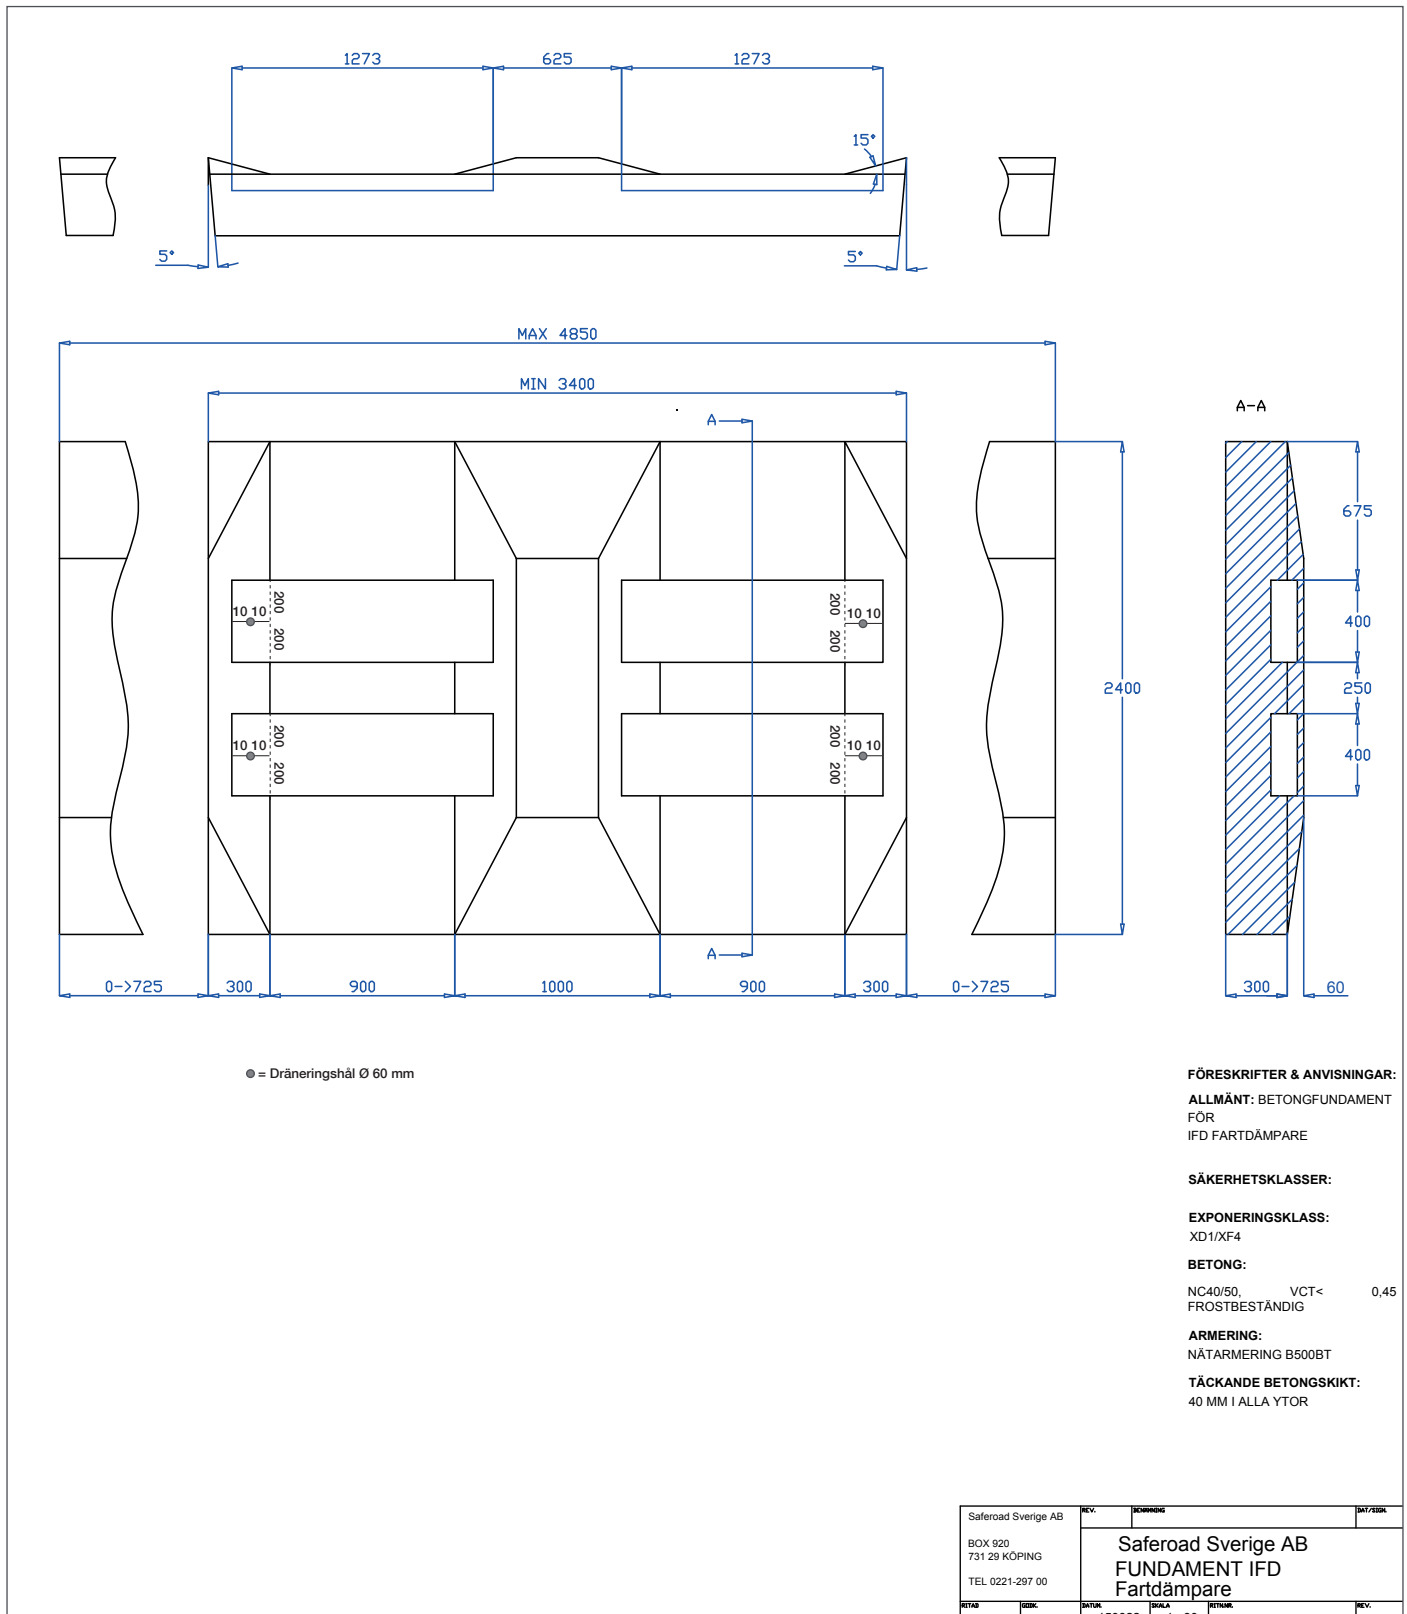 1273 625 1273
15°
5° 5°
MAX 4850
MIN 3400
A-A
A
675
200 200
10 10 10 10
200 200
400
2400
250
200 200
10 10 10 10
200 200
400
A
0->725 300 900 1000 900 300 0->725
300 60
= Dräneringshål Ø 60 mm
FÖRESKRIFTER & ANVISNINGAR:
ALLMÄNT: BETONGFUNDAMENT
FÖR
IFD FARTDÄMPARE
SÄKERHETSKLASSER:
EXPONERINGSKLASS:
XD1/XF4
BETONG:
NC40/50, VCT< 0,45
FROSTBESTÄNDIG
ARMERING:
NÄTARMERING B500BT
TÄCKANDE BETONGSKIKT:
40 MM I ALLA YTOR
Saferoad Sverige AB
BOX 920
731 29 KÖPING
TEL 0221-297 00
REV. BENÄMNING DAT/SIGN.
Saferoad Sverige AB
FUNDAMENT IFD
Fartdämpare
RITAD GODK. DATUM. SKALA RITN.NR. REV.